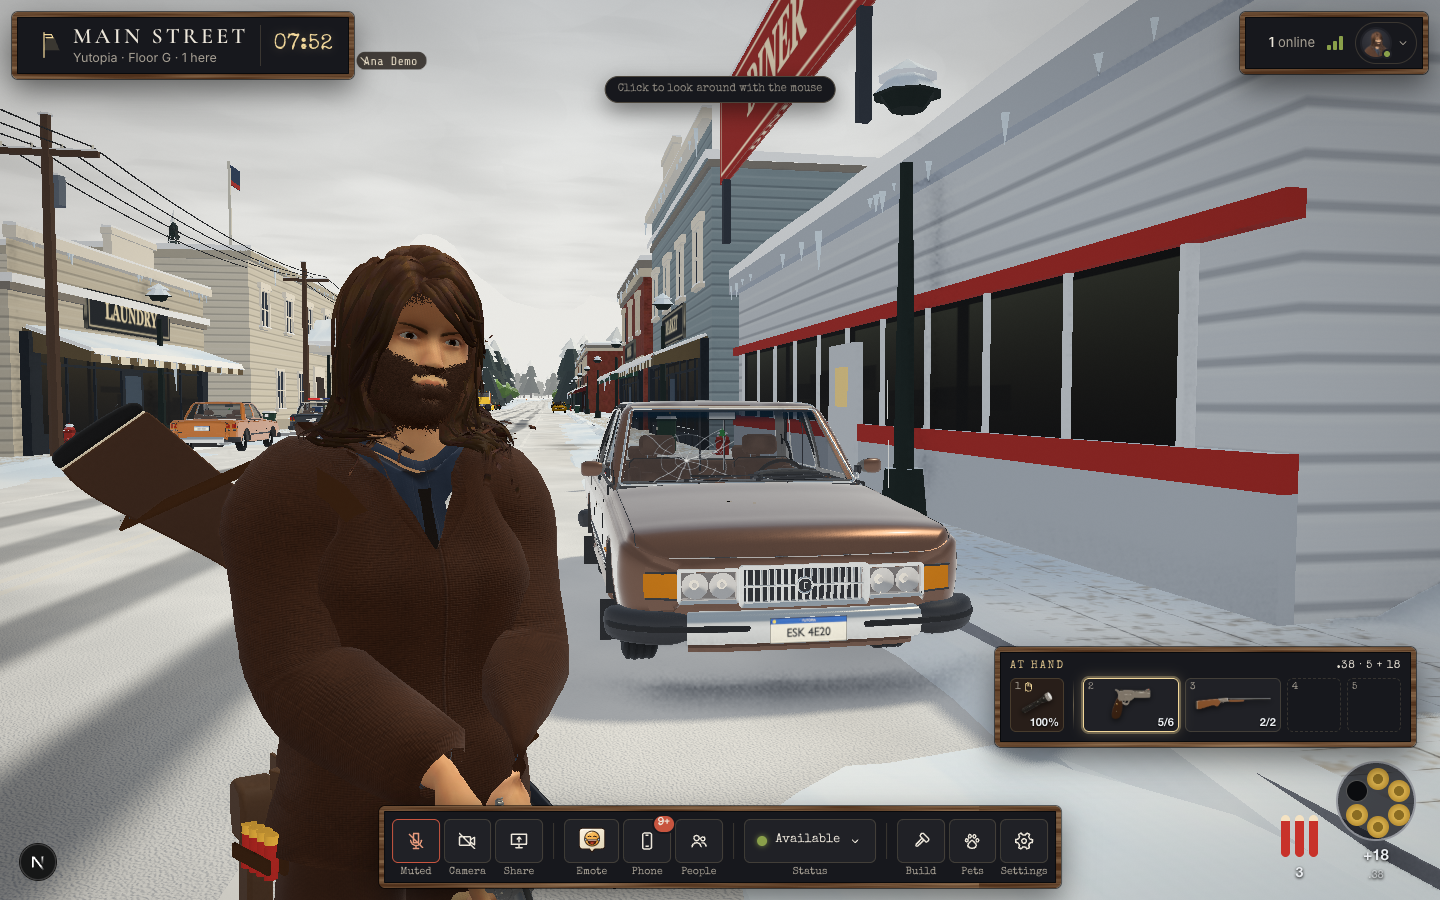 MAIN STREET
Yutopia · Floor G · 1 here
07:52
Ana Demo
1 online
Click to look around with the mouse
DINER
LAUNDRY
ESK 4E20
AT HAND
.38 · 5 + 18
1
100%
2
5/6
3
2/2
4
5
9+
Muted
Camera
Share
Emote
Phone
People
Available
Status
Build
Pets
Settings
N
3
+18
.38